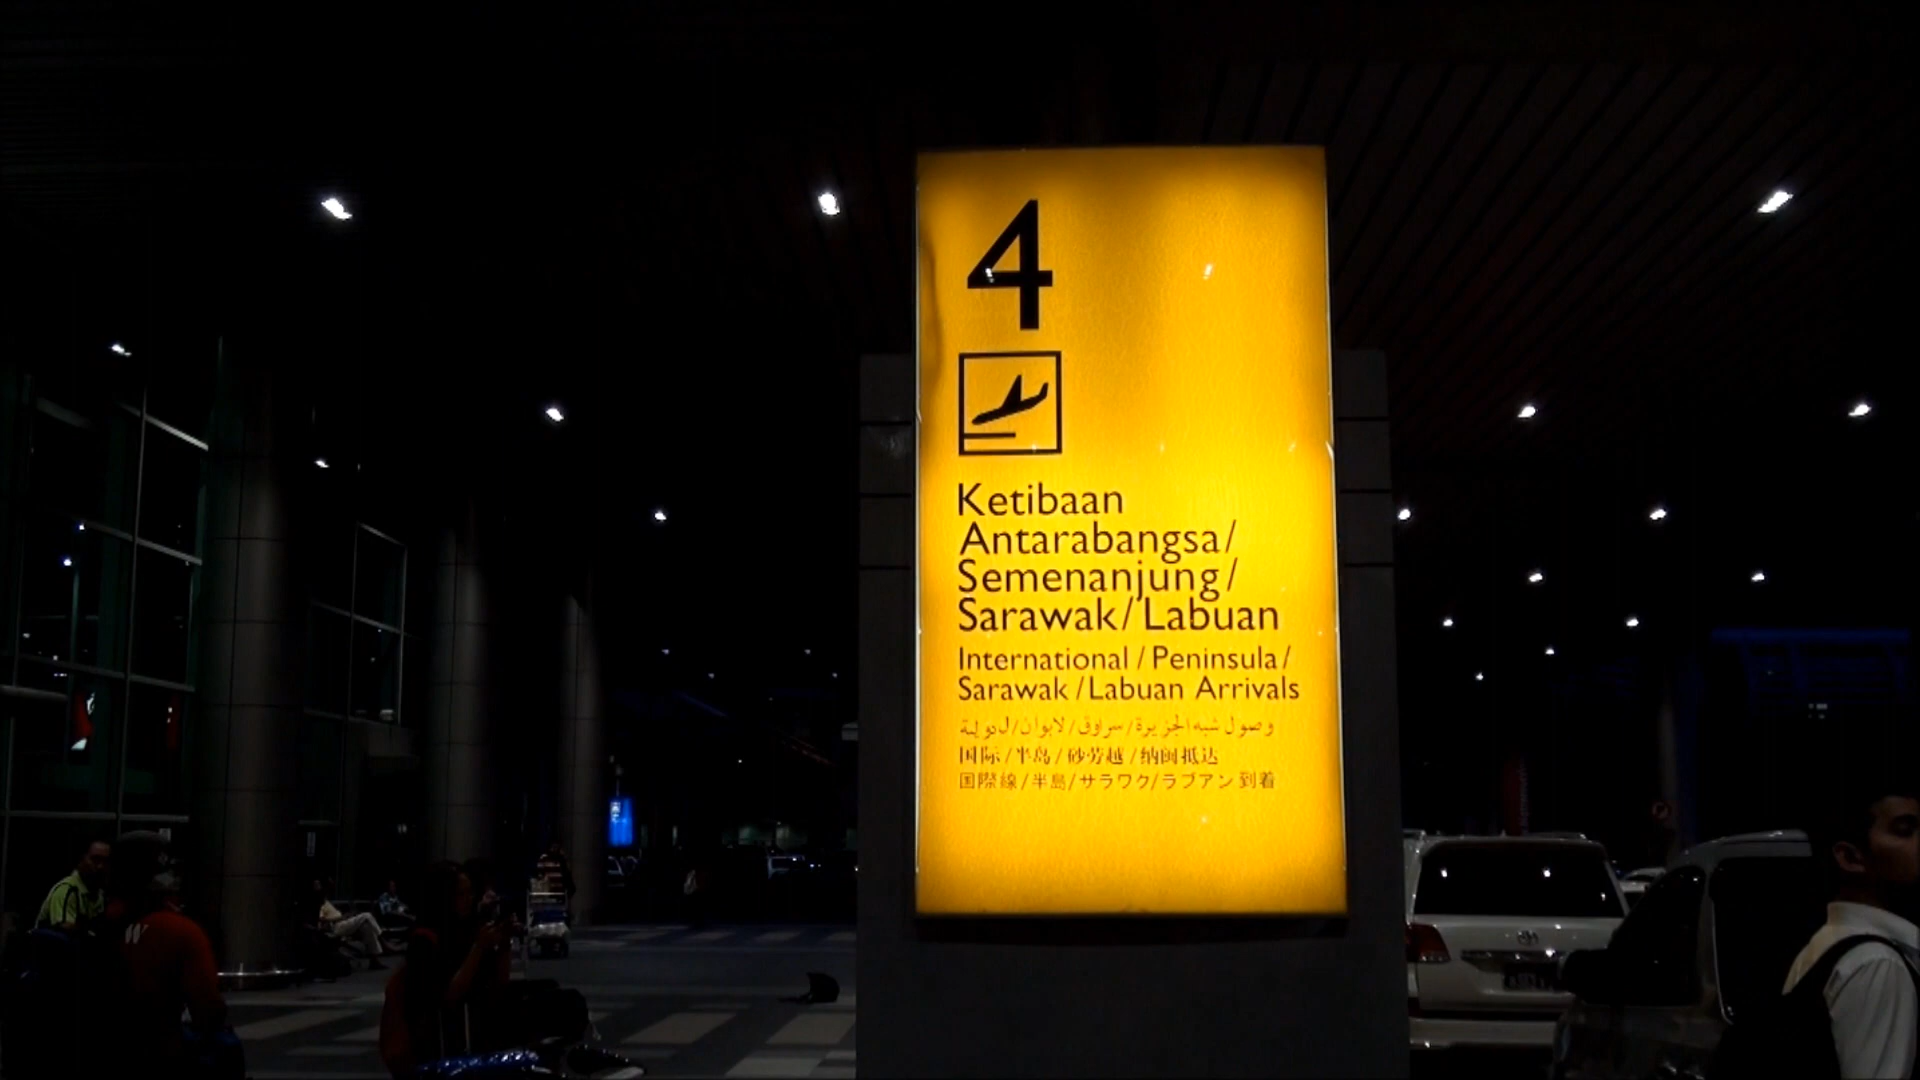 4
Ketibaan
Antarabangsa/
Semenanjung/
Sarawak/Labuan
International/Peninsula/
Sarawak/Labuan Arrivals
وصول شبه الجزيرة/سراوق/لابوان/لدولية
国际/半岛/砂劳越/纳闽抵达
国際線/半島/サラワク/ラブアン到着